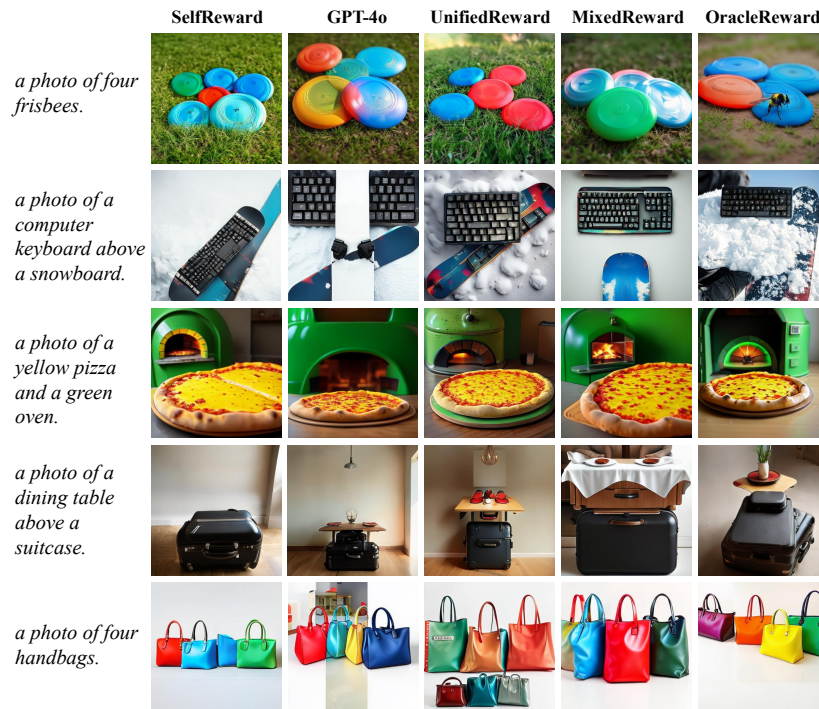 SelfReward GPT-4o UnifiedReward MixedReward OracleReward
a photo of four
frisbees.
a photo of a
computer
keyboard above
a snowboard.
a photo of a
yellow pizza
and a green
oven.
a photo of a
dining table
above a
suitcase.
a photo of four
handbags.